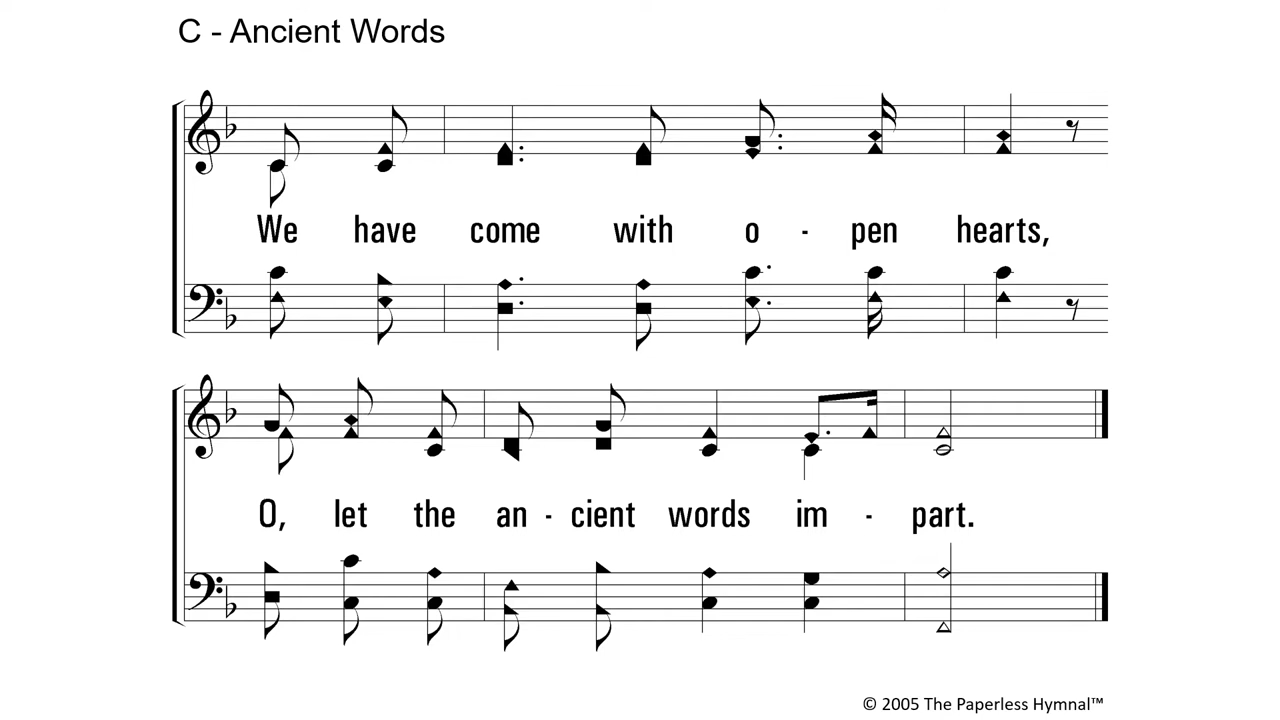 C - Ancient Words
We have come with o - pen hearts,
O, let the an - cient words im - part.
© 2005 The Paperless Hymnal™